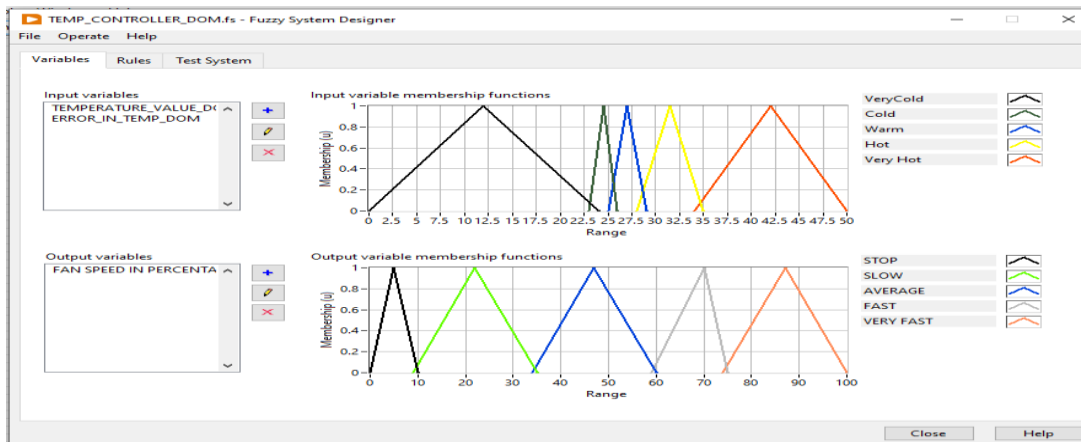 TEMP_CONTROLLER_DOM.fs - Fuzzy System Designer
File Operate Help
Variables Rules Test System
Input variables
TEMPERATURE_VALUE_DO
ERROR_IN_TEMP_DOM
Input variable membership functions
Membership (u)
1
0.8
0.6
0.4
0.2
0
0 2.5 5 7.5 10 12.5 15 17.5 20 22.5 25 27.5 30 32.5 35 37.5 40 42.5 45 47.5 50
Range
VeryCold
Cold
Warm
Hot
Very Hot
Output variables
FAN SPEED IN PERCENTA
Output variable membership functions
Membership (u)
1
0.8
0.6
0.4
0.2
0
0 10 20 30 40 50 60 70 80 90 100
Range
STOP
SLOW
AVERAGE
FAST
VERY FAST
Close Help